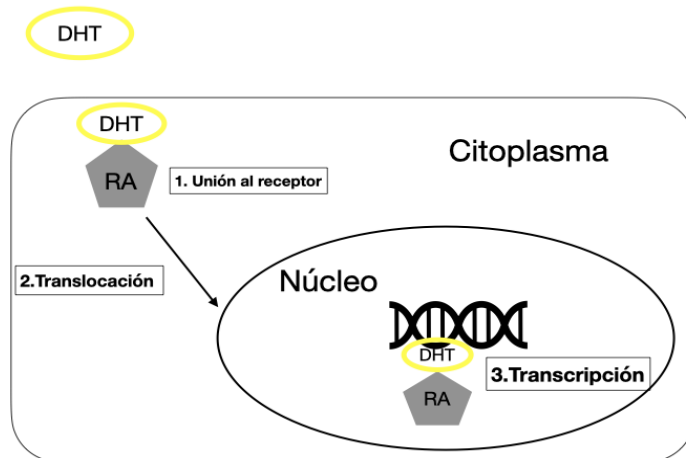 DHT
DHT
RA
1. Unión al receptor
Citoplasma
2.Translocación
Núcleo
DHT
3.Transcripción
RA